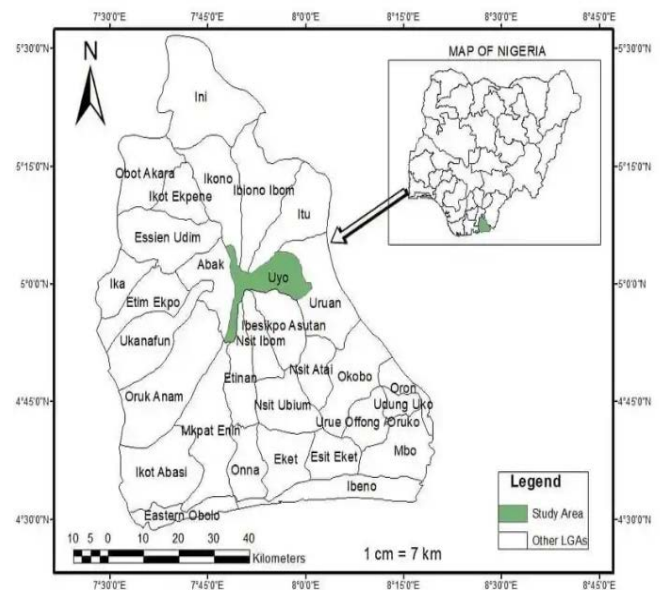 7°30'0"E 7°45'0"E 8°0'0"E 8°15'0"E 8°30'0"E 8°45'0"E
5°30'0"N
5°30'0"N
N
MAP OF NIGERIA
Ini
5°15'0"N
5°15'0"N
Obot Akara
Ikono
Ikot Ekpene
Ibiono Ibom
Itu
Essien Udim
Abak
Uyo
5°0'0"N
5°0'0"N
Ika
Etim Ekpo
Uruan
Ibesikpo Asutan
Ukanafun
Nsit Ibom
Nsit Atai
Etinan
Okobo
Oruk Anam
Oron
4°45'0"N
4°45'0"N
Nsit Ubium
Udung Uko
Urue Offong /Oruko
Mkpat Enin
Mbo
Ikot Abasi
Onna
Eket
Esit Eket
Ibeno
Eastern Obolo
4°30'0"N
4°30'0"N
Legend
Study Area
Other LGAs
10 5 0 10 20 30 40
Kilometers
1 cm = 7 km
7°30'0"E 7°45'0"E 8°0'0"E 8°15'0"E 8°30'0"E 8°45'0"E